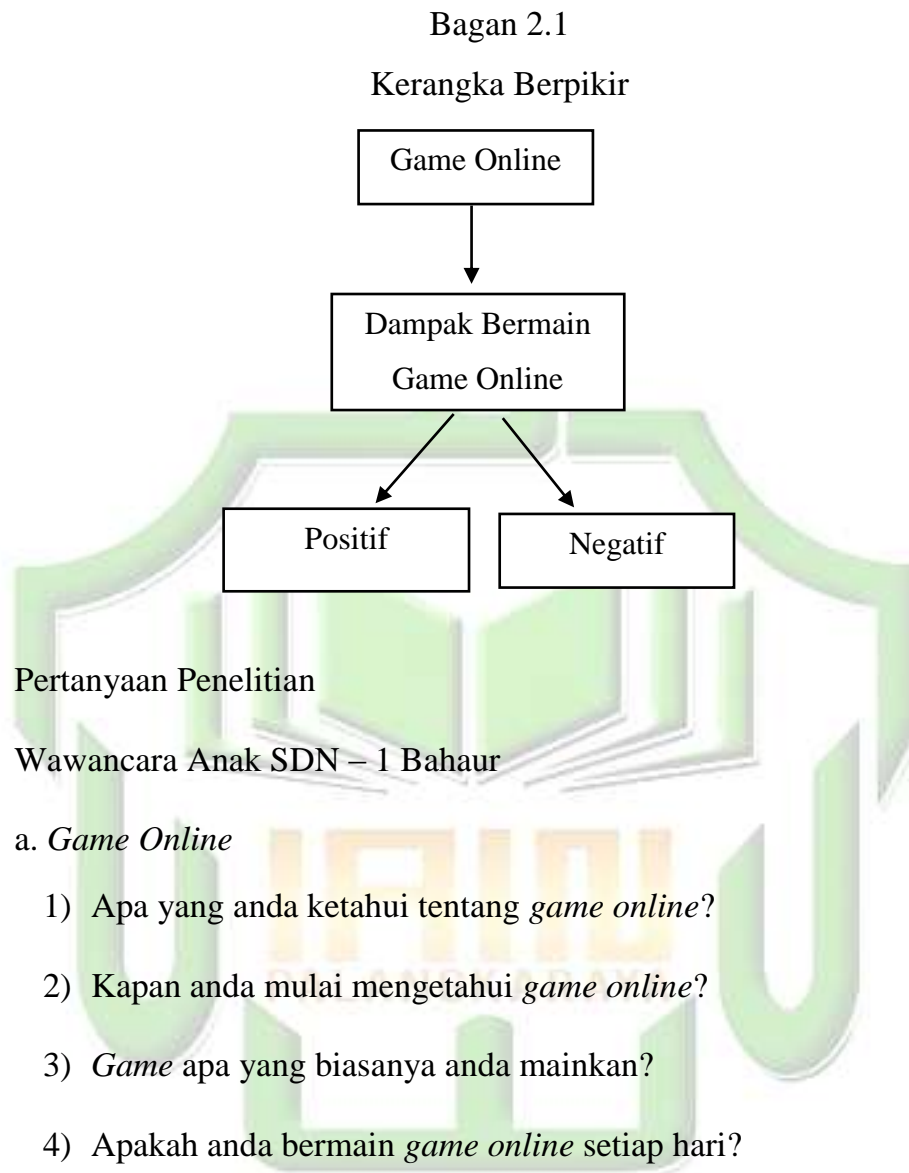 Bagan 2.1
Kerangka Berpikir
Game Online
Dampak Bermain
Game Online
Positif
Negatif
Pertanyaan Penelitian
Wawancara Anak SDN – 1 Bahaur
a. Game Online
1) Apa yang anda ketahui tentang game online?
2) Kapan anda mulai mengetahui game online?
3) Game apa yang biasanya anda mainkan?
4) Apakah anda bermain game online setiap hari?